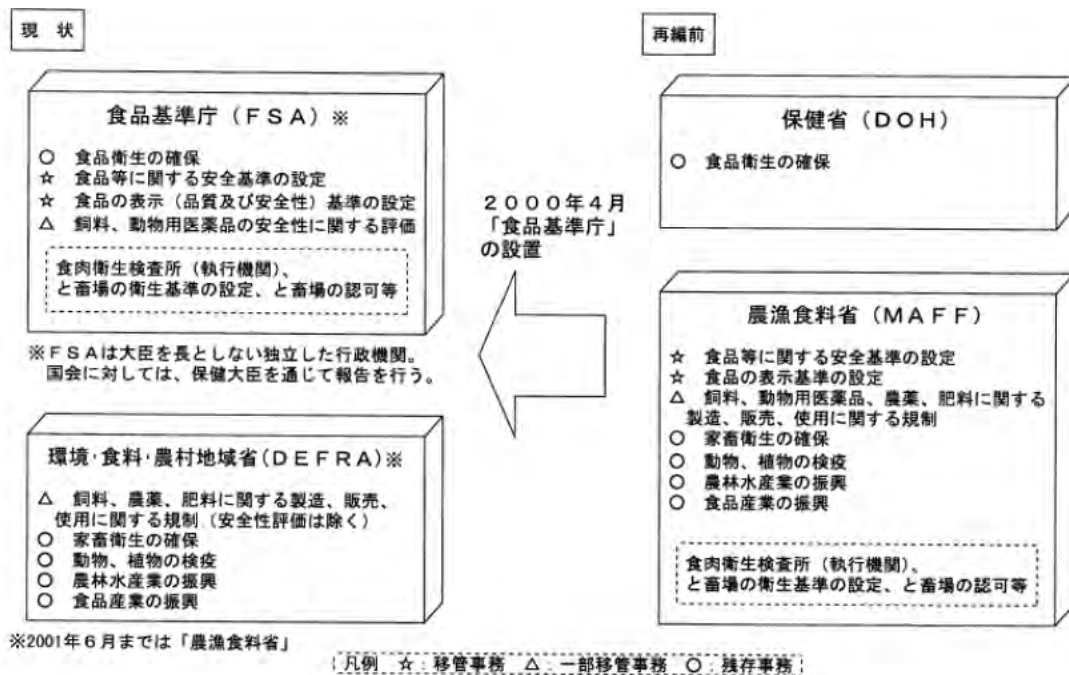 現　状
食品基準庁（ＦＳＡ）※
○　食品衛生の確保
☆　食品等に関する安全基準の設定
☆　食品の表示（品質及び安全性）基準の設定
△　飼料、動物用医薬品の安全性に関する評価
食肉衛生検査所（執行機関）、
と畜場の衛生基準の設定、と畜場の認可等
※ＦＳＡは大臣を長としない独立した行政機関。
国会に対しては、保健大臣を通じて報告を行う。
環境･食料･農村地域省(ＤＥＦＲＡ)※
△　飼料、農薬、肥料に関する製造、販売、
使用に関する規制（安全性評価は除く）
○　家畜衛生の確保
○　動物、植物の検疫
○　農林水産業の振興
○　食品産業の振興
※2001年６月までは「農漁食料省」
２０００年４月
「食品基準庁」
の設置
再編前
保健省（ＤＯＨ）
○　食品衛生の確保
農漁食料省（ＭＡＦＦ）
☆　食品等に関する安全基準の設定
☆　食品の表示基準の設定
△　飼料、動物用医薬品、農薬、肥料に関する
製造、販売、使用に関する規制
○　家畜衛生の確保
○　動物、植物の検疫
○　農林水産業の振興
○　食品産業の振興
食肉衛生検査所（執行機関）、
と畜場の衛生基準の設定、と畜場の認可等
凡例　☆：移管事務　△：一部移管事務　○：残存事務